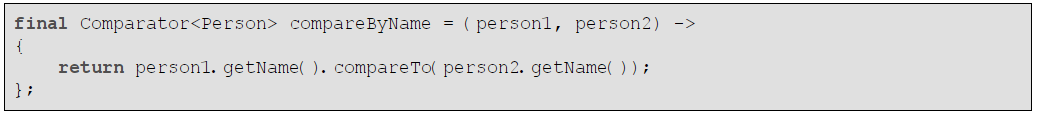 final Comparator<Person> compareByName = (person1, person2) ->
{
    return person1.getName().compareTo(person2.getName());
};